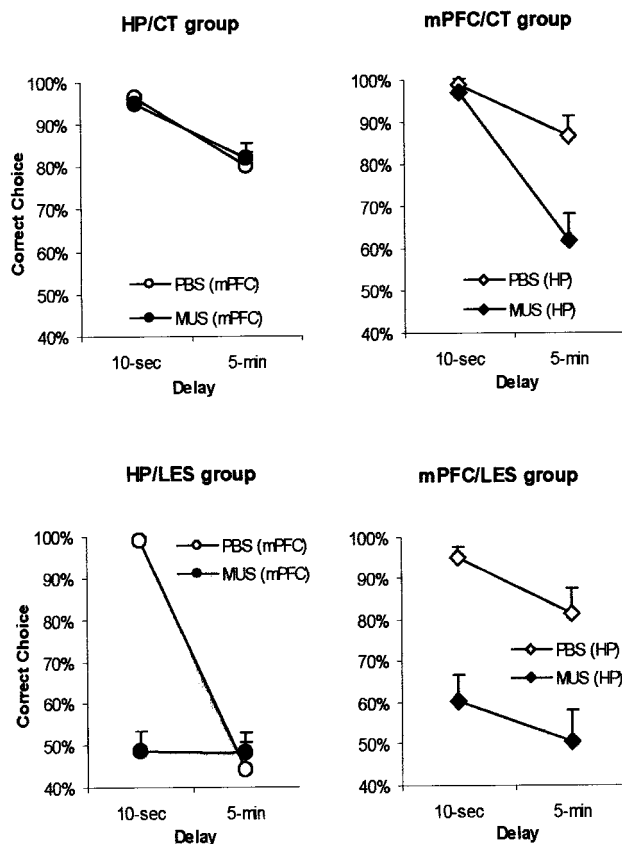 HP/CT group
100%
90%
80%
70%
60%
50%
40%
Correct Choice
PBS (mPFC)
MUS (mPFC)
10-sec
5-min
Delay
mPFC/CT group
100%
90%
80%
70%
60%
50%
40%
PBS (HP)
MUS (HP)
10-sec
5-min
Delay
HP/LES group
100%
90%
80%
70%
60%
50%
40%
Correct Choice
PBS (mPFC)
MUS (mPFC)
10-sec
5-min
Delay
mPFC/LES group
100%
90%
80%
70%
60%
50%
40%
PBS (HP)
MUS (HP)
10-sec
5-min
Delay